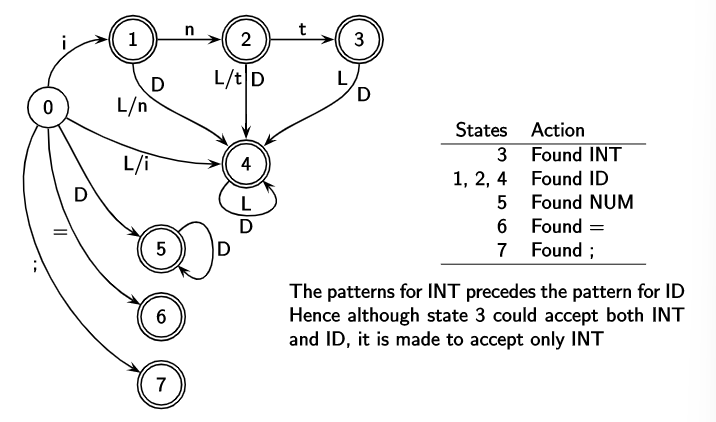 i
n
t
1
2
3
D
L/n
L/t
D
L
D
0
L/i
4
L
D
D
=
;
5
D
6
7
States Action
3 Found INT
1, 2, 4 Found ID
5 Found NUM
6 Found =
7 Found ;
The patterns for INT precedes the pattern for ID
Hence although state 3 could accept both INT
and ID, it is made to accept only INT